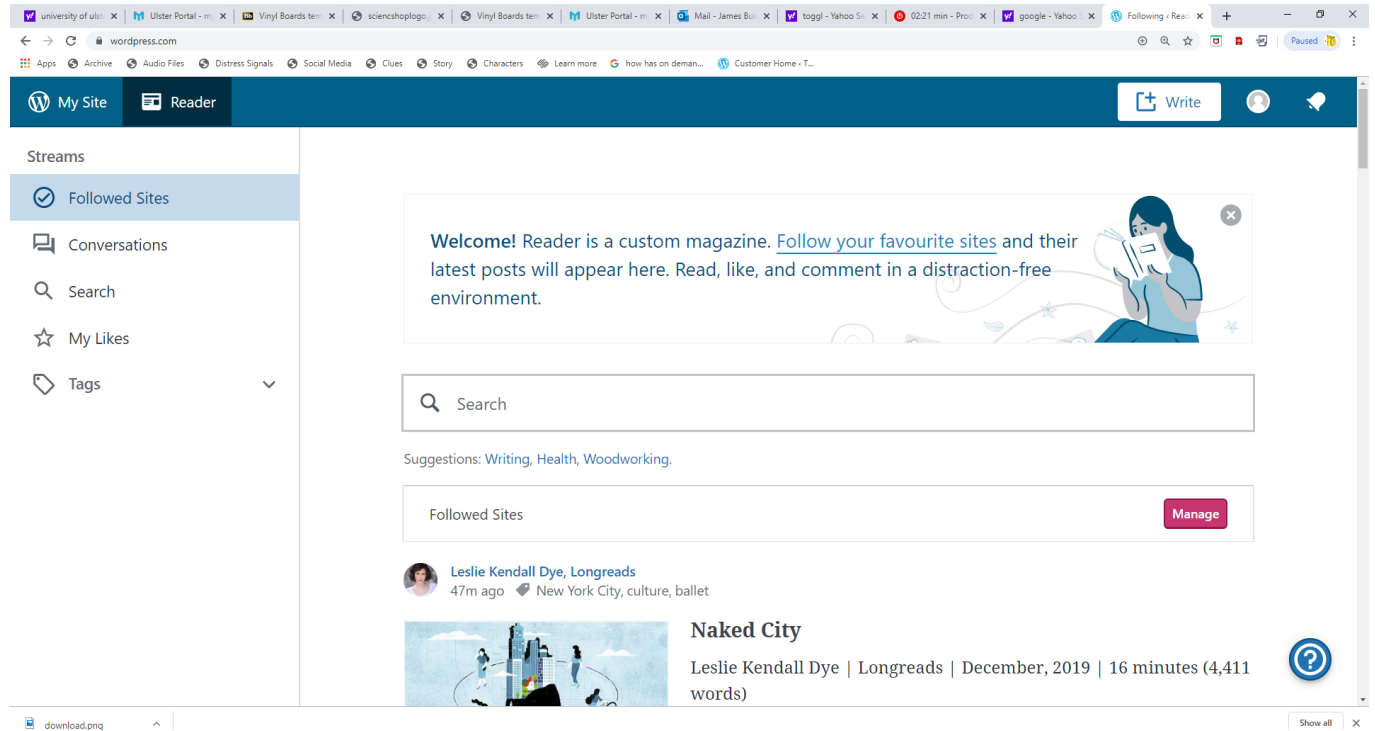 university of ulst
Ulster Portal - m
Vinyl Boards tem
sciencshoplogo.j
Vinyl Boards tem
Ulster Portal - m
Mail - James Bui
toggl - Yahoo Se
02:21 min - Prod
google - Yahoo S
Following ‹ Read
wordpress.com
Paused
Apps Archive Audio Files Distress Signals Social Media Clues Story Characters Learn more how has on deman... Customer Home ‹ T...
My Site Reader Write
Streams
Followed Sites
Conversations
Search
My Likes
Tags
Welcome! Reader is a custom magazine. Follow your favourite sites and their
latest posts will appear here. Read, like, and comment in a distraction-free
environment.
Search
Suggestions: Writing, Health, Woodworking.
Followed Sites Manage
Leslie Kendall Dye, Longreads
47m ago New York City, culture, ballet
Naked City
Leslie Kendall Dye | Longreads | December, 2019 | 16 minutes (4,411
words)
download.png Show all